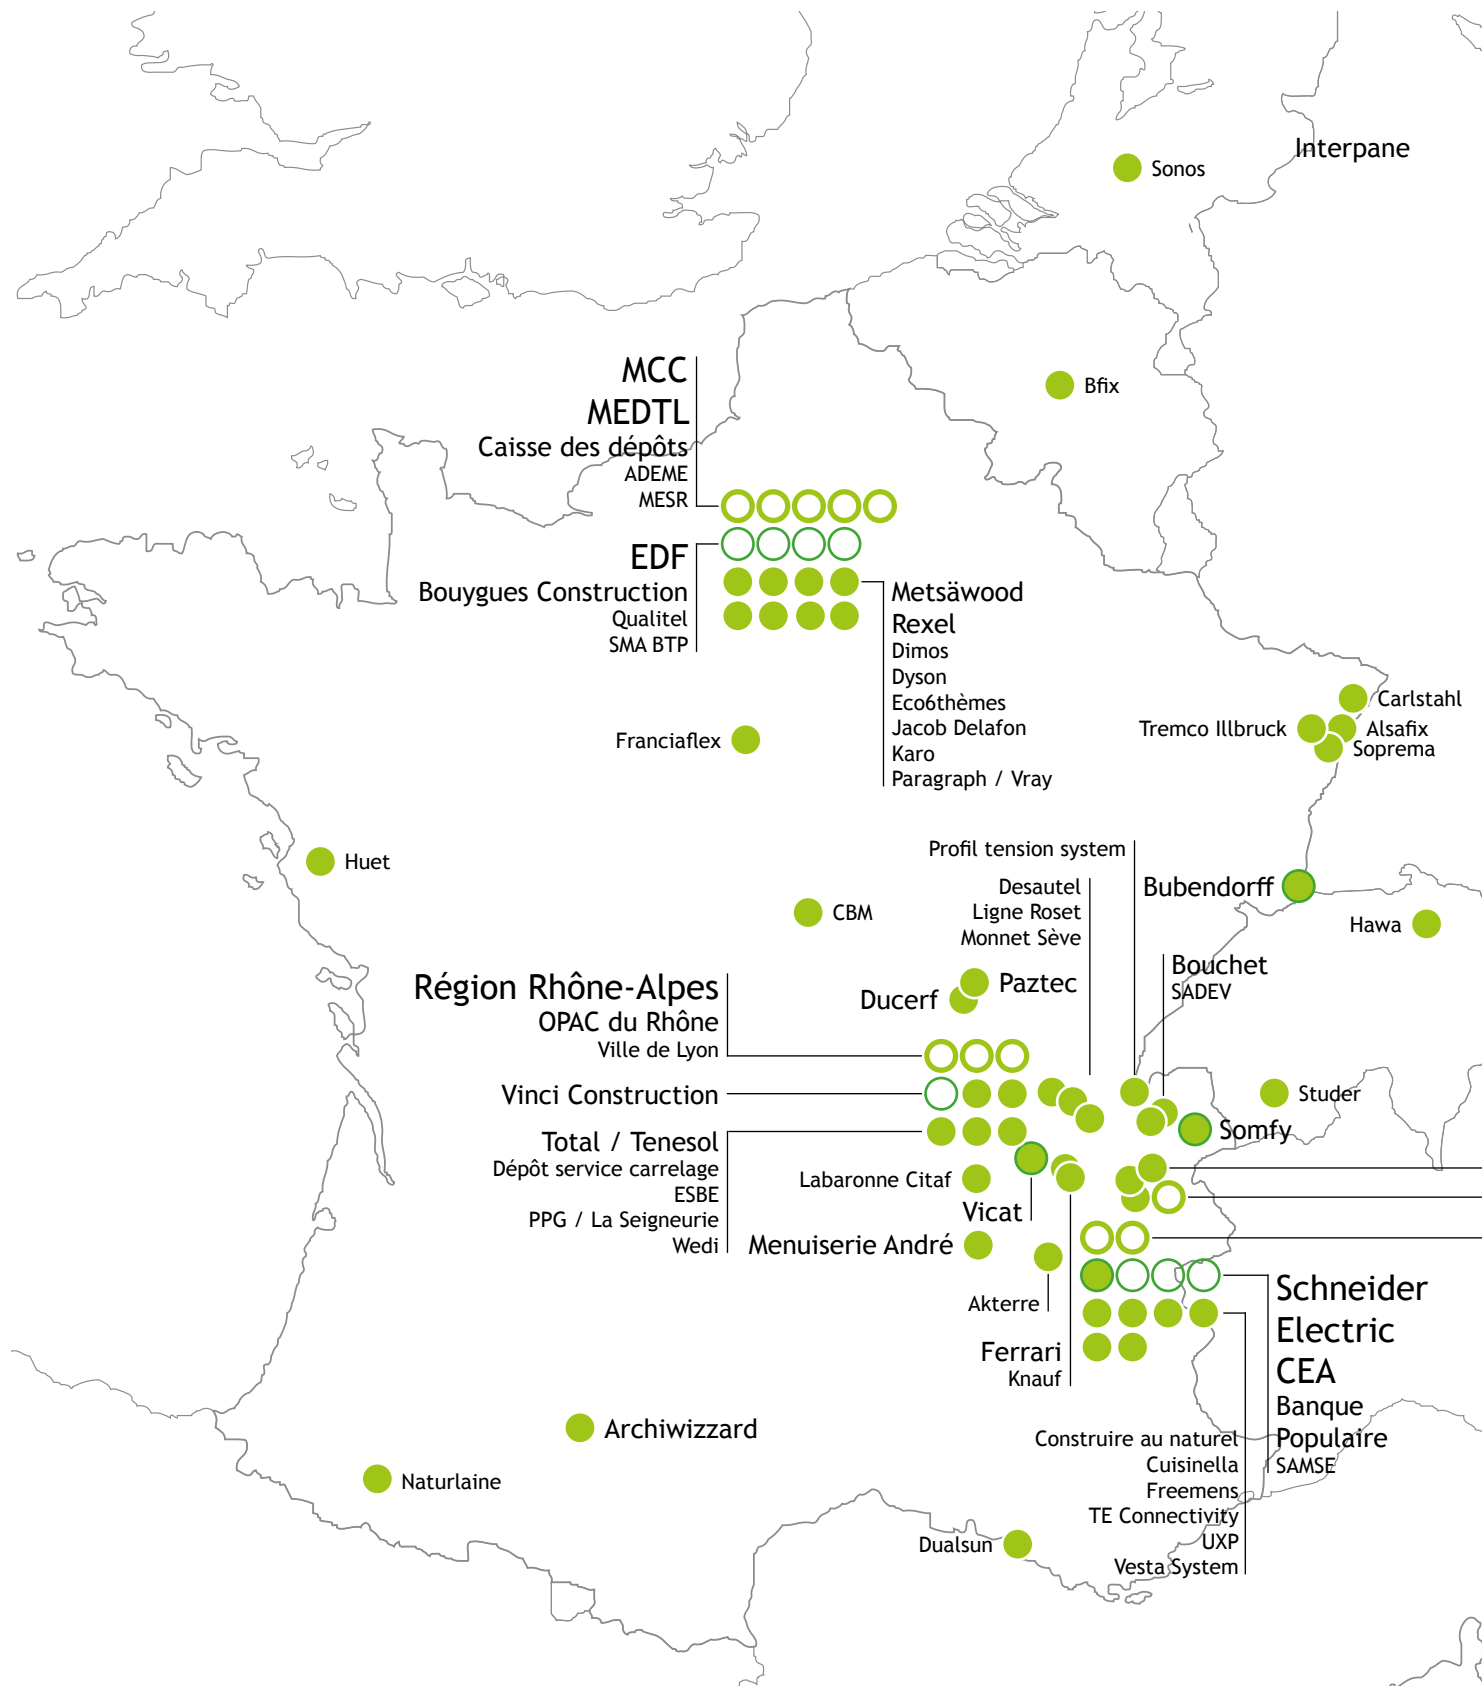 Interpane
Sonos
Bfix
MCC
MEDTL
Caisse des dépôts
ADEME
MESR
EDF
Bouygues Construction
Qualitel
SMA BTP
Metsäwood
Rexel
Dimos
Dyson
Eco6thèmes
Jacob Delafon
Karo
Paragraph / Vray
Carlstahl
Tremco Illbruck
Alsafix
Soprema
Franciaflex
Huet
CBM
Profil tension system
Desautel
Ligne Roset
Monnet Sève
Bubendorff
Hawa
Bouchet
SADEV
Paztec
Ducerf
Région Rhône-Alpes
OPAC du Rhône
Ville de Lyon
Vinci Construction
Total / Tenesol
Dépôt service carrelage
ESBE
PPG / La Seigneurie
Wedi
Studer
Somfy
Labaronne Citaf
Vicat
Menuiserie André
Akterre
Ferrari
Knauf
Schneider
Electric
CEA
Banque
Populaire
SAMSE
Construire au naturel
Cuisinella
Freemens
TE Connectivity
UXP
Vesta System
Archiwizzard
Naturlaine
Dualsun